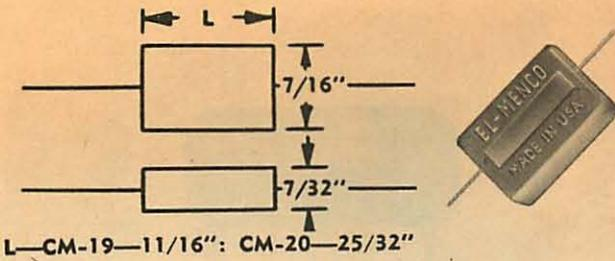 L
7/16"
EL-MENCO
MADE IN USA
7/32"
L—CM-19—11/16": CM-20—25/32"